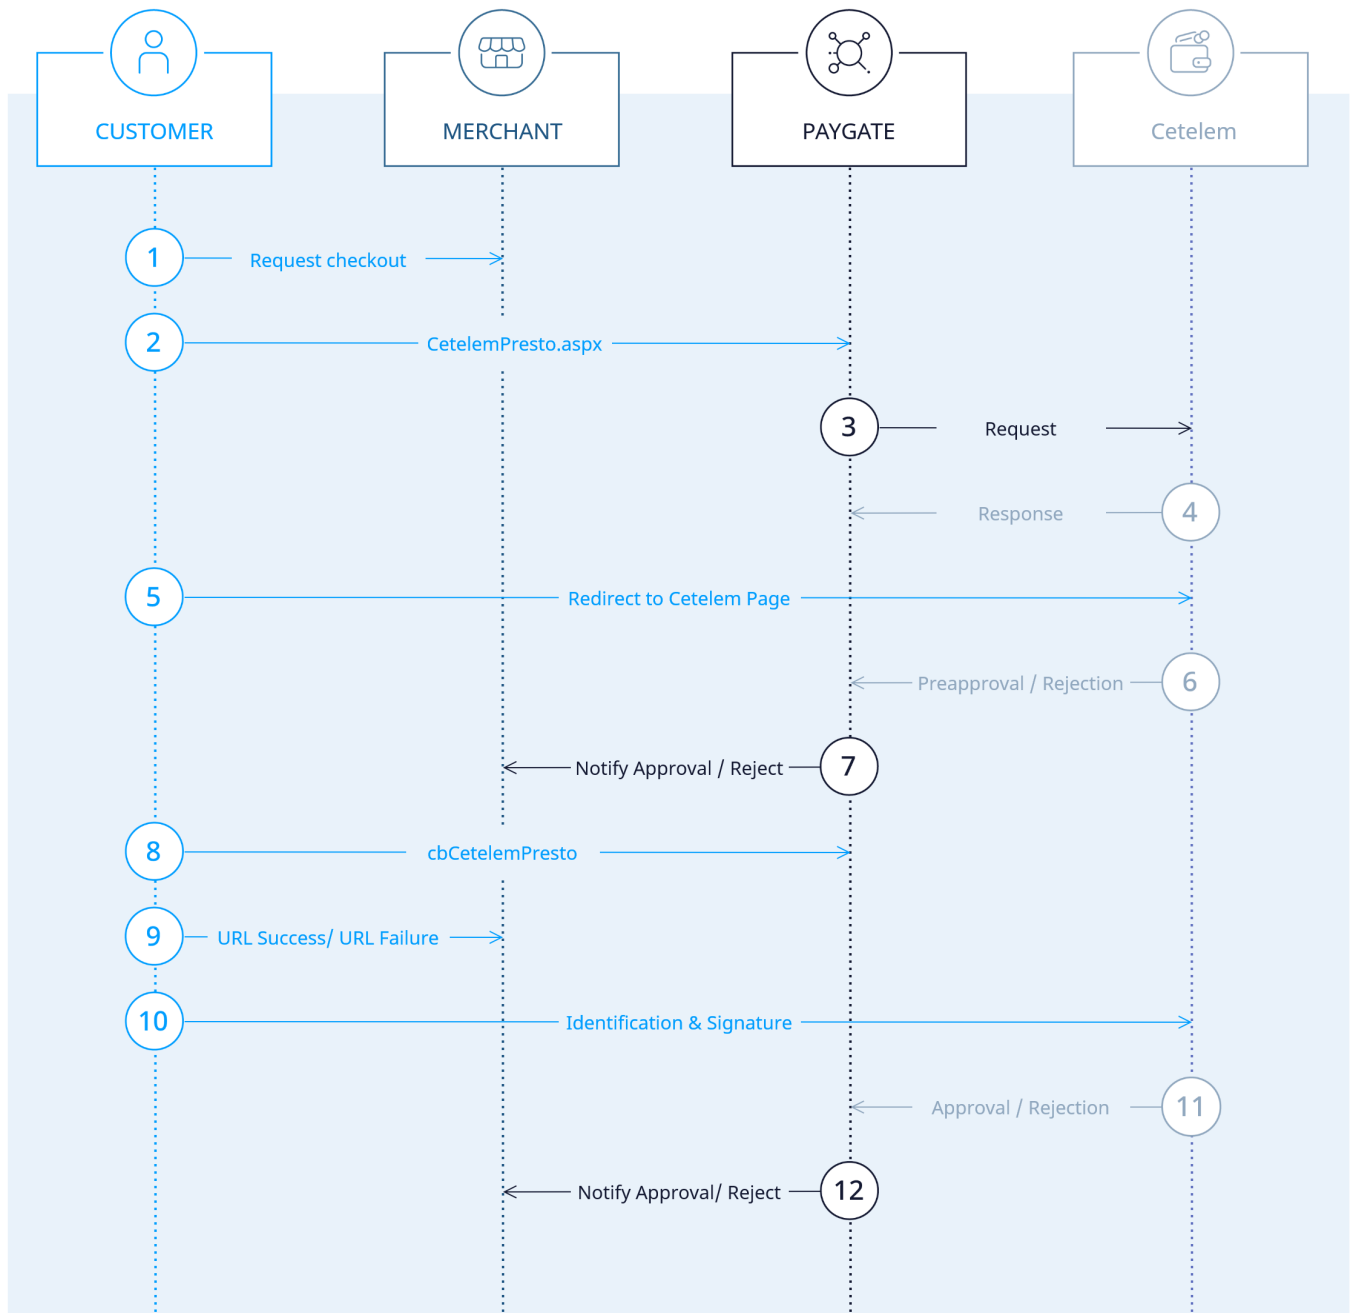 CUSTOMER
MERCHANT
PAYGATE
Cetelem
1
Request checkout
2
CetelemPresto.aspx
3
Request
Response
4
5
Redirect to Cetelem Page
Preapproval / Rejection
6
Notify Approval / Reject
7
8
cbCetelemPresto
9
URL Success/ URL Failure
10
Identification & Signature
Approval / Rejection
11
Notify Approval/ Reject
12